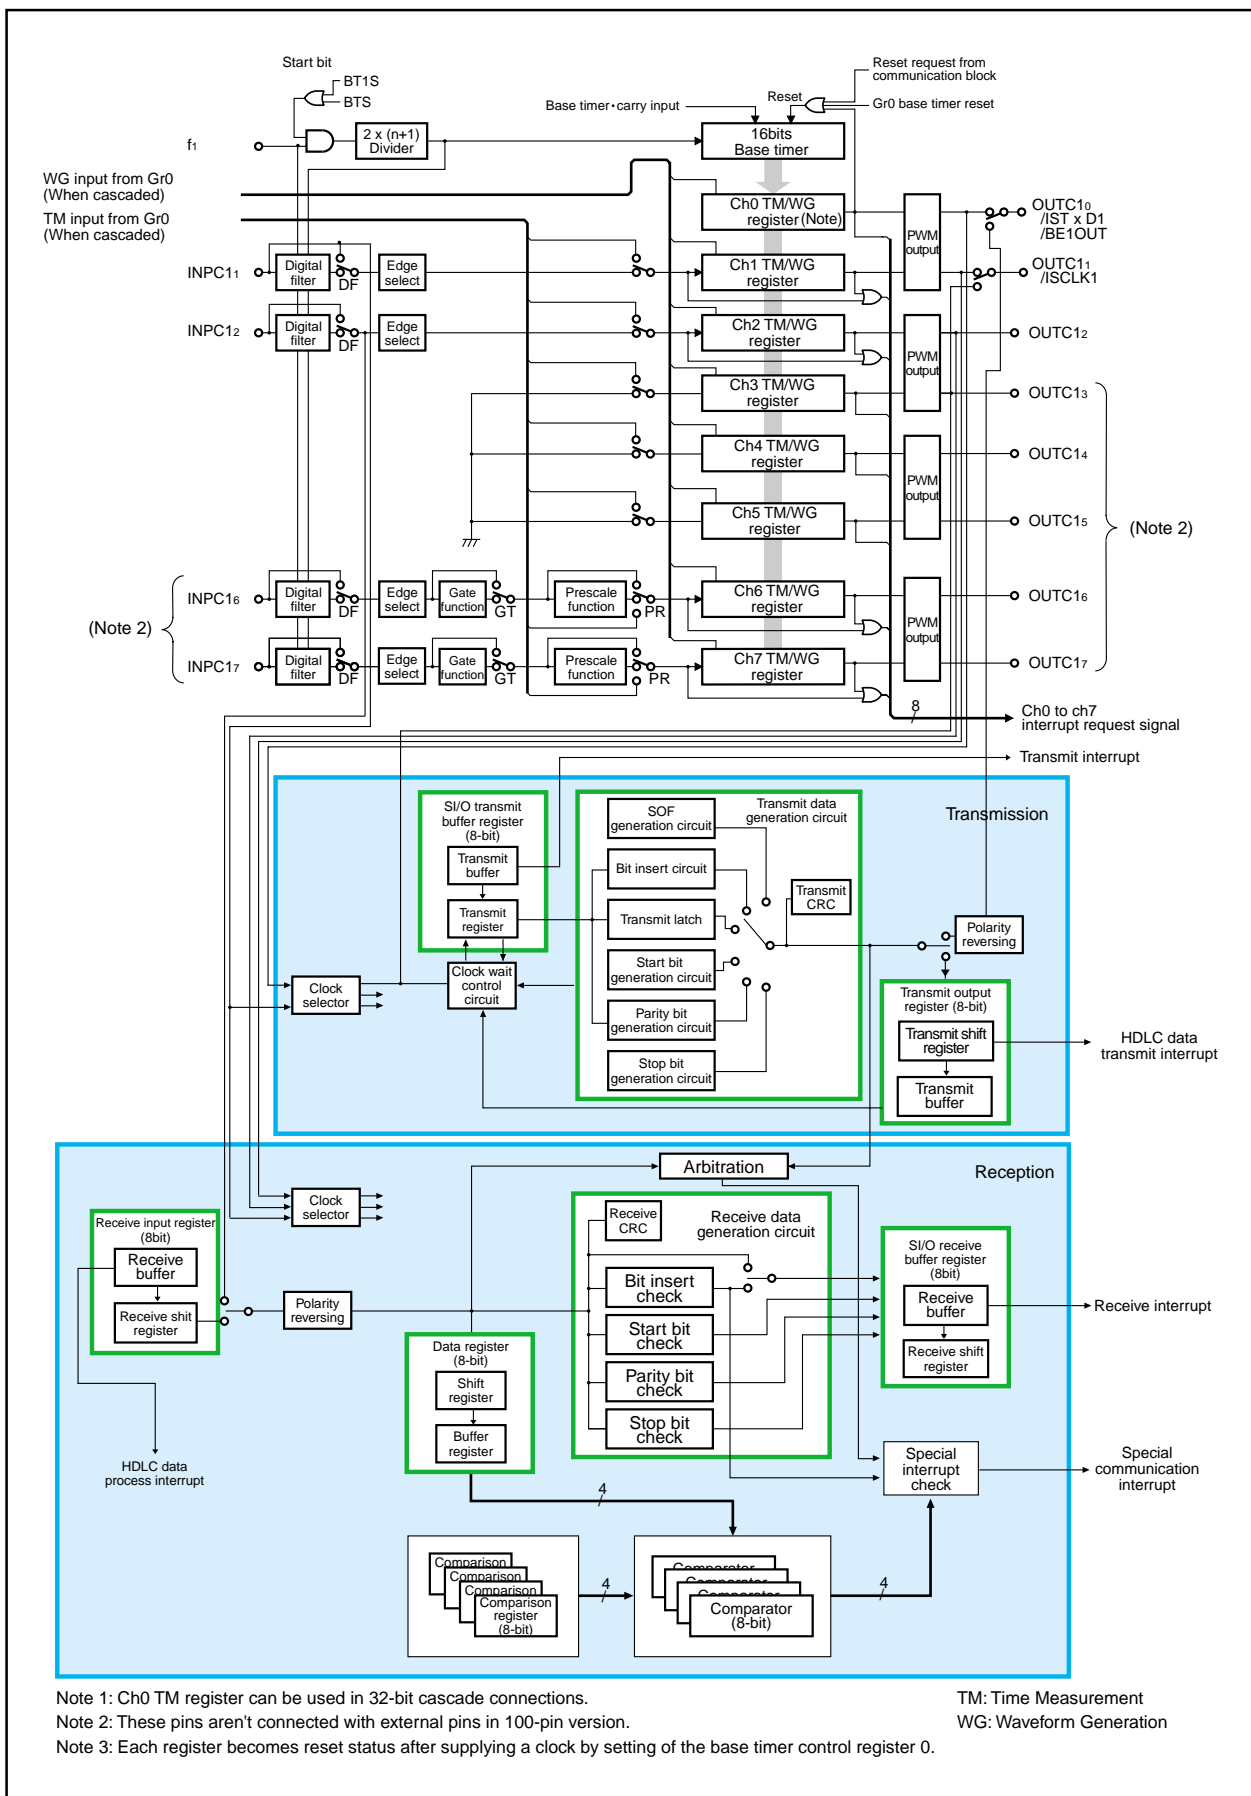 Start bit
BT1S
BTS
f1
2 x (n+1)
Divider
Base timer·carry input
Reset
Reset request from
communication block
Gr0 base timer reset
16bits
Base timer
WG input from Gr0
(When cascaded)
TM input from Gr0
(When cascaded)
Ch0 TM/WG
register (Note)
PWM
output
OUTC10
/IST x D1
/BE1OUT
INPC11
Digital
filter
DF
Edge
select
Ch1 TM/WG
register
OUTC11
/ISCLK1
INPC12
Digital
filter
DF
Edge
select
Ch2 TM/WG
register
PWM
output
OUTC12
Ch3 TM/WG
register
OUTC13
Ch4 TM/WG
register
PWM
output
OUTC14
Ch5 TM/WG
register
OUTC15
(Note 2)
(Note 2)
INPC16
Digital
filter
DF
Edge
select
Gate
function
GT
Prescale
function
PR
Ch6 TM/WG
register
PWM
output
OUTC16
INPC17
Digital
filter
DF
Edge
select
Gate
function
GT
Prescale
function
PR
Ch7 TM/WG
register
OUTC17
8
Ch0 to ch7
interrupt request signal
Transmit interrupt
Transmission
SI/O transmit
buffer register
(8-bit)
Transmit
buffer
Transmit
register
Clock wait
control
circuit
Clock
selector
SOF
generation circuit
Transmit data
generation circuit
Bit insert circuit
Transmit
CRC
Transmit latch
Start bit
generation circuit
Parity bit
generation circuit
Stop bit
generation circuit
Polarity
reversing
Transmit output
register (8-bit)
Transmit shift
register
Transmit
buffer
HDLC data
transmit interrupt
Reception
Arbitration
Clock
selector
Receive input register
(8bit)
Receive
buffer
Receive shit
register
Polarity
reversing
HDLC data
process interrupt
Data register
(8-bit)
Shift
register
Buffer
register
Receive
CRC
Receive data
generation circuit
Bit insert
check
Start bit
check
Parity bit
check
Stop bit
check
SI/O receive
buffer register
(8bit)
Receive
buffer
Receive shift
register
Receive interrupt
Special
interrupt
check
Special
communication
interrupt
4
Comparison
Comparison
Comparison
Comparison
register
(8-bit)
4
Comparator
Comparator
Comparator
Comparator
(8-bit)
4
Note 1: Ch0 TM register can be used in 32-bit cascade connections.
Note 2: These pins aren't connected with external pins in 100-pin version.
Note 3: Each register becomes reset status after supplying a clock by setting of the base timer control register 0.
TM: Time Measurement
WG: Waveform Generation